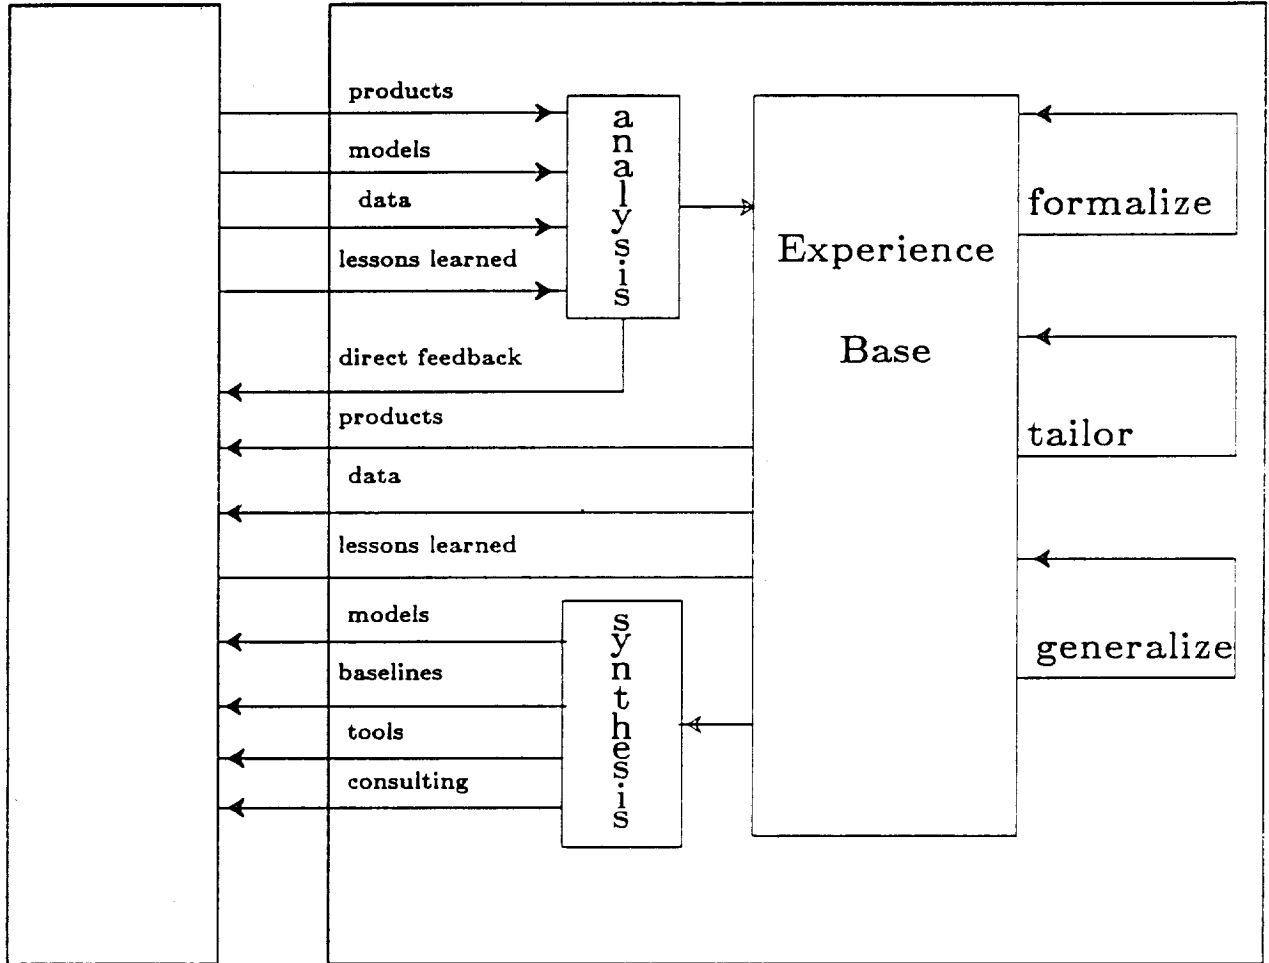 products
models
data
lessons learned
direct feedback
products
data
lessons learned
models
baselines
tools
consulting
analysis
synthesis
Experience
Base
formalize
tailor
generalize